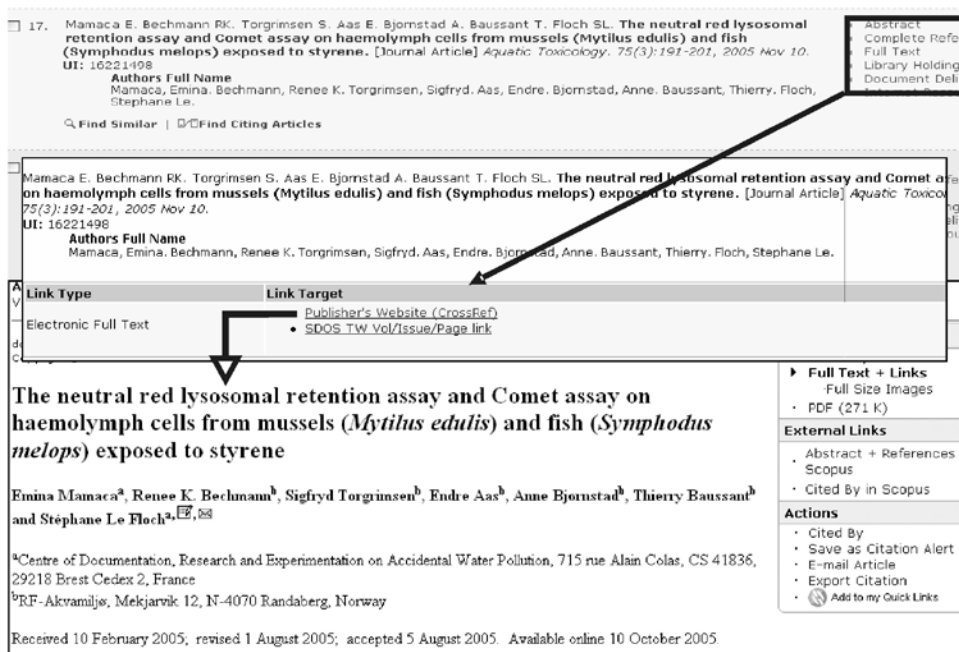 17. Mamaca E. Bechmann RK. Torgrimsen S. Aas E. Bjornstad A. Baussant T. Floch SL. The neutral red lysosomal
retention assay and Comet assay on haemolymph cells from mussels (Mytilus edulis) and fish
(Symphodus melops) exposed to styrene. [Journal Article] Aquatic Toxicology. 75(3):191-201, 2005 Nov 10.
UI: 16221498
Authors Full Name
Mamaca, Emina. Bechmann, Renee K. Torgrimsen, Sigfryd. Aas, Endre. Bjornstad, Anne. Baussant, Thierry. Floch,
Stephane Le.
Find Similar | Find Citing Articles
Abstract
Complete Refe
Full Text
Library Holding
Document Deli
Mamaca E. Bechmann RK. Torgrimsen S. Aas E. Bjornstad A. Baussant T. Floch SL. The neutral red lysosomal retention assay and Comet a
on haemolymph cells from mussels (Mytilus edulis) and fish (Symphodus melops) exposed to styrene. [Journal Article] Aquatic Toxicol
75(3):191-201, 2005 Nov 10.
UI: 16221498
Authors Full Name
Mamaca, Emina. Bechmann, Renee K. Torgrimsen, Sigfryd. Aas, Endre. Bjornstad, Anne. Baussant, Thierry. Floch, Stephane Le.
Link Type Link Target
Electronic Full Text
Publisher's Website (CrossRef)
• SDOS TW Vol/Issue/Page link
The neutral red lysosomal retention assay and Comet assay on
haemolymph cells from mussels (Mytilus edulis) and fish (Symphodus
melops) exposed to styrene
Emina Mamacaᵃ, Renee K. Bechmannᵇ, Sigfryd Torgrimsenᵇ, Endre Aasᵇ, Anne Bjornstadᵇ, Thierry Baussantᵇ
and Stéphane Le Flochᵃ,
ᵃCentre of Documentation, Research and Experimentation on Accidental Water Pollution, 715 rue Alain Colas, CS 41836,
29218 Brest Cedex 2, France
ᵇRF-Akvamiljø, Mekjarvik 12, N-4070 Randaberg, Norway
Received 10 February 2005; revised 1 August 2005; accepted 5 August 2005. Available online 10 October 2005.
Full Text + Links
·Full Size Images
· PDF (271 K)
External Links
· Abstract + References
Scopus
· Cited By in Scopus
Actions
· Cited By
· Save as Citation Alert
· E-mail Article
· Export Citation
· Add to my Quick Links